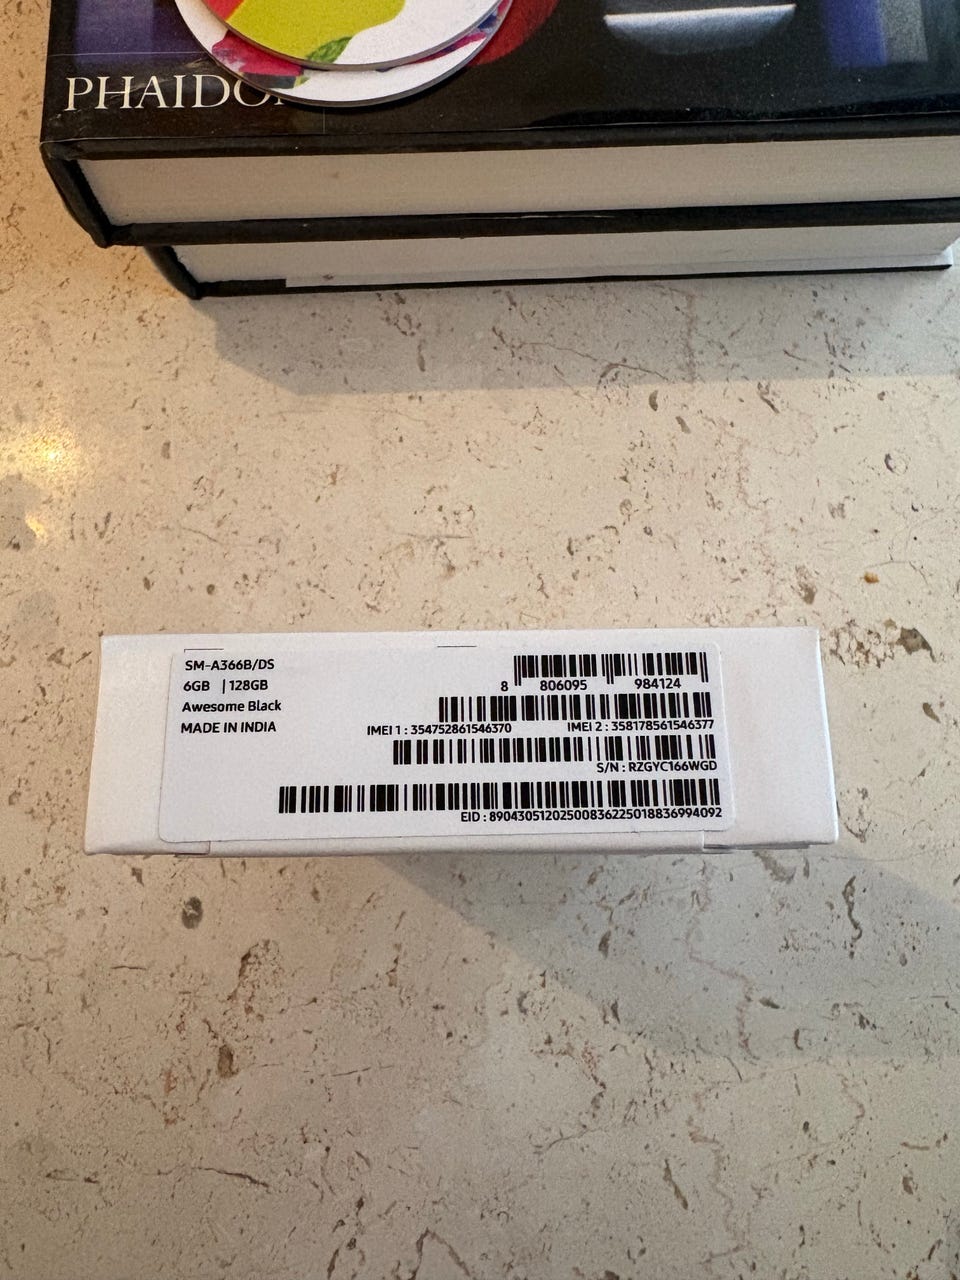 PHAIDON
SM-A366B/DS
6GB | 128GB
Awesome Black
MADE IN INDIA
8 806095 984124
IMEI 1 : 354752861546370 IMEI 2 : 358178561546377
S/N : RZGYC166WGD
EID : 89043051202500836225018836994092